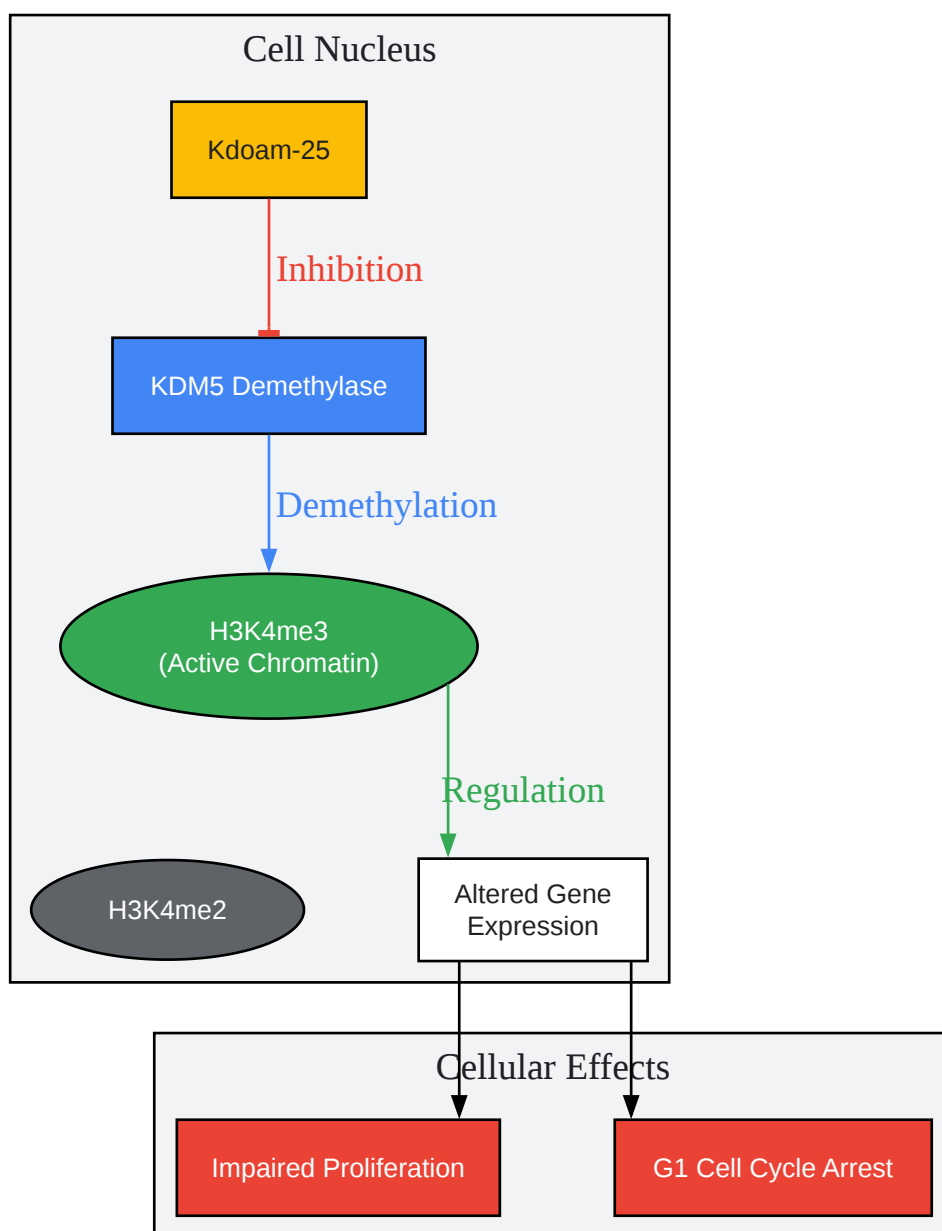 Cell Nucleus
Kdoam-25
Inhibition
KDM5 Demethylase
Demethylation
H3K4me3
(Active Chromatin)
Regulation
H3K4me2
Altered Gene
Expression
Cellular Effects
Impaired Proliferation
G1 Cell Cycle Arrest